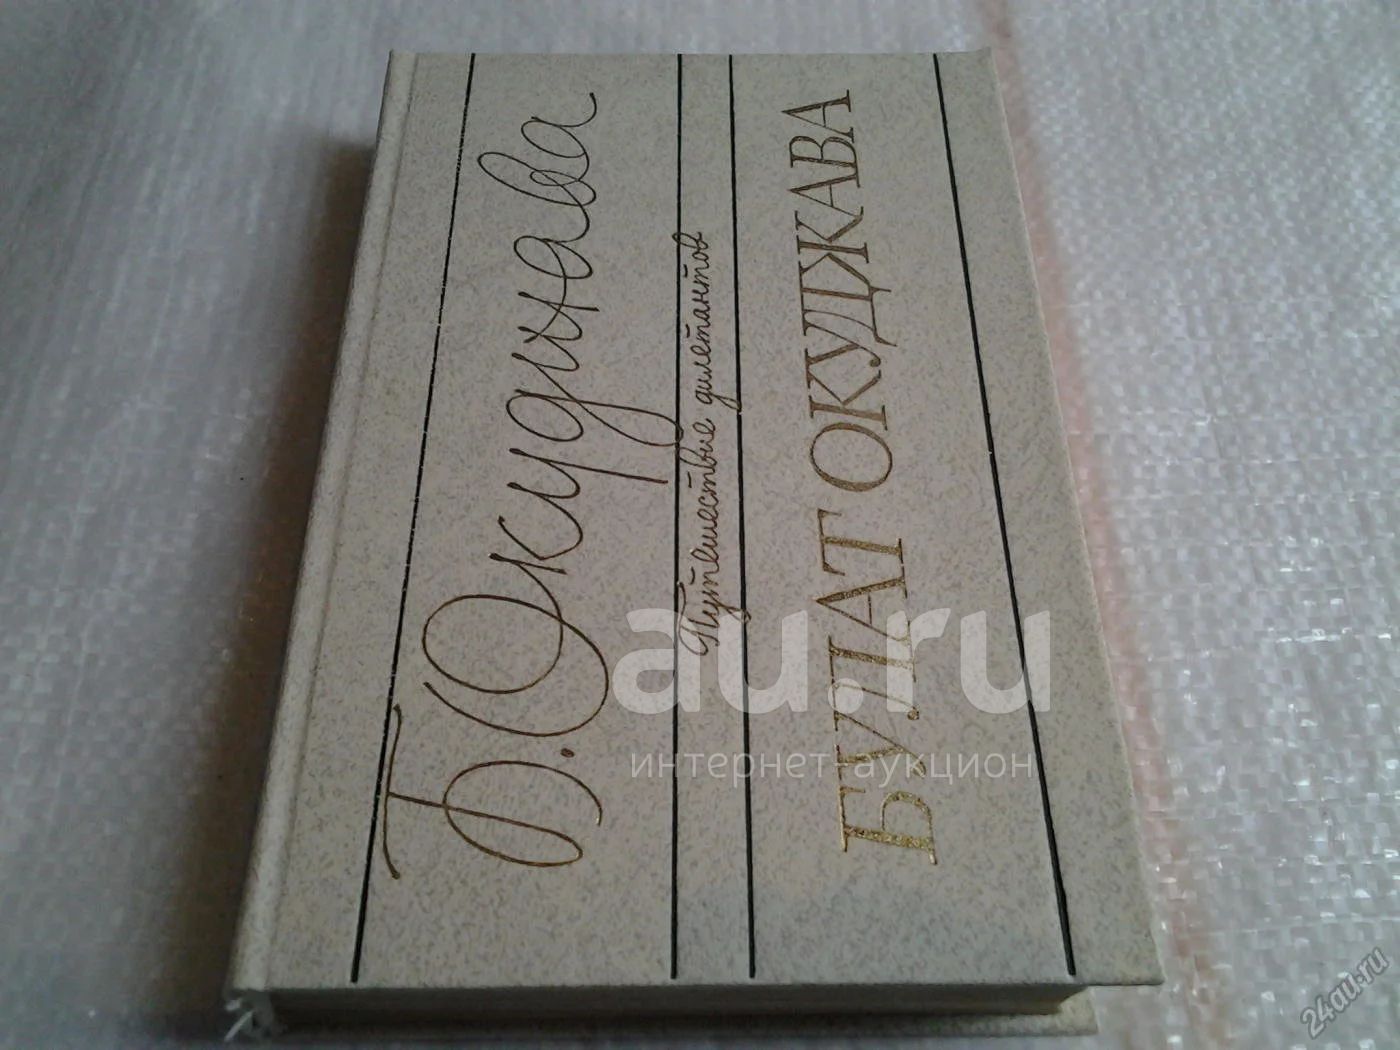 Б. Окуджава
Путешествие дилетантов
БУЛАТ ОКУДЖАВА
au.ru
интернет-аукцион
24au.ru